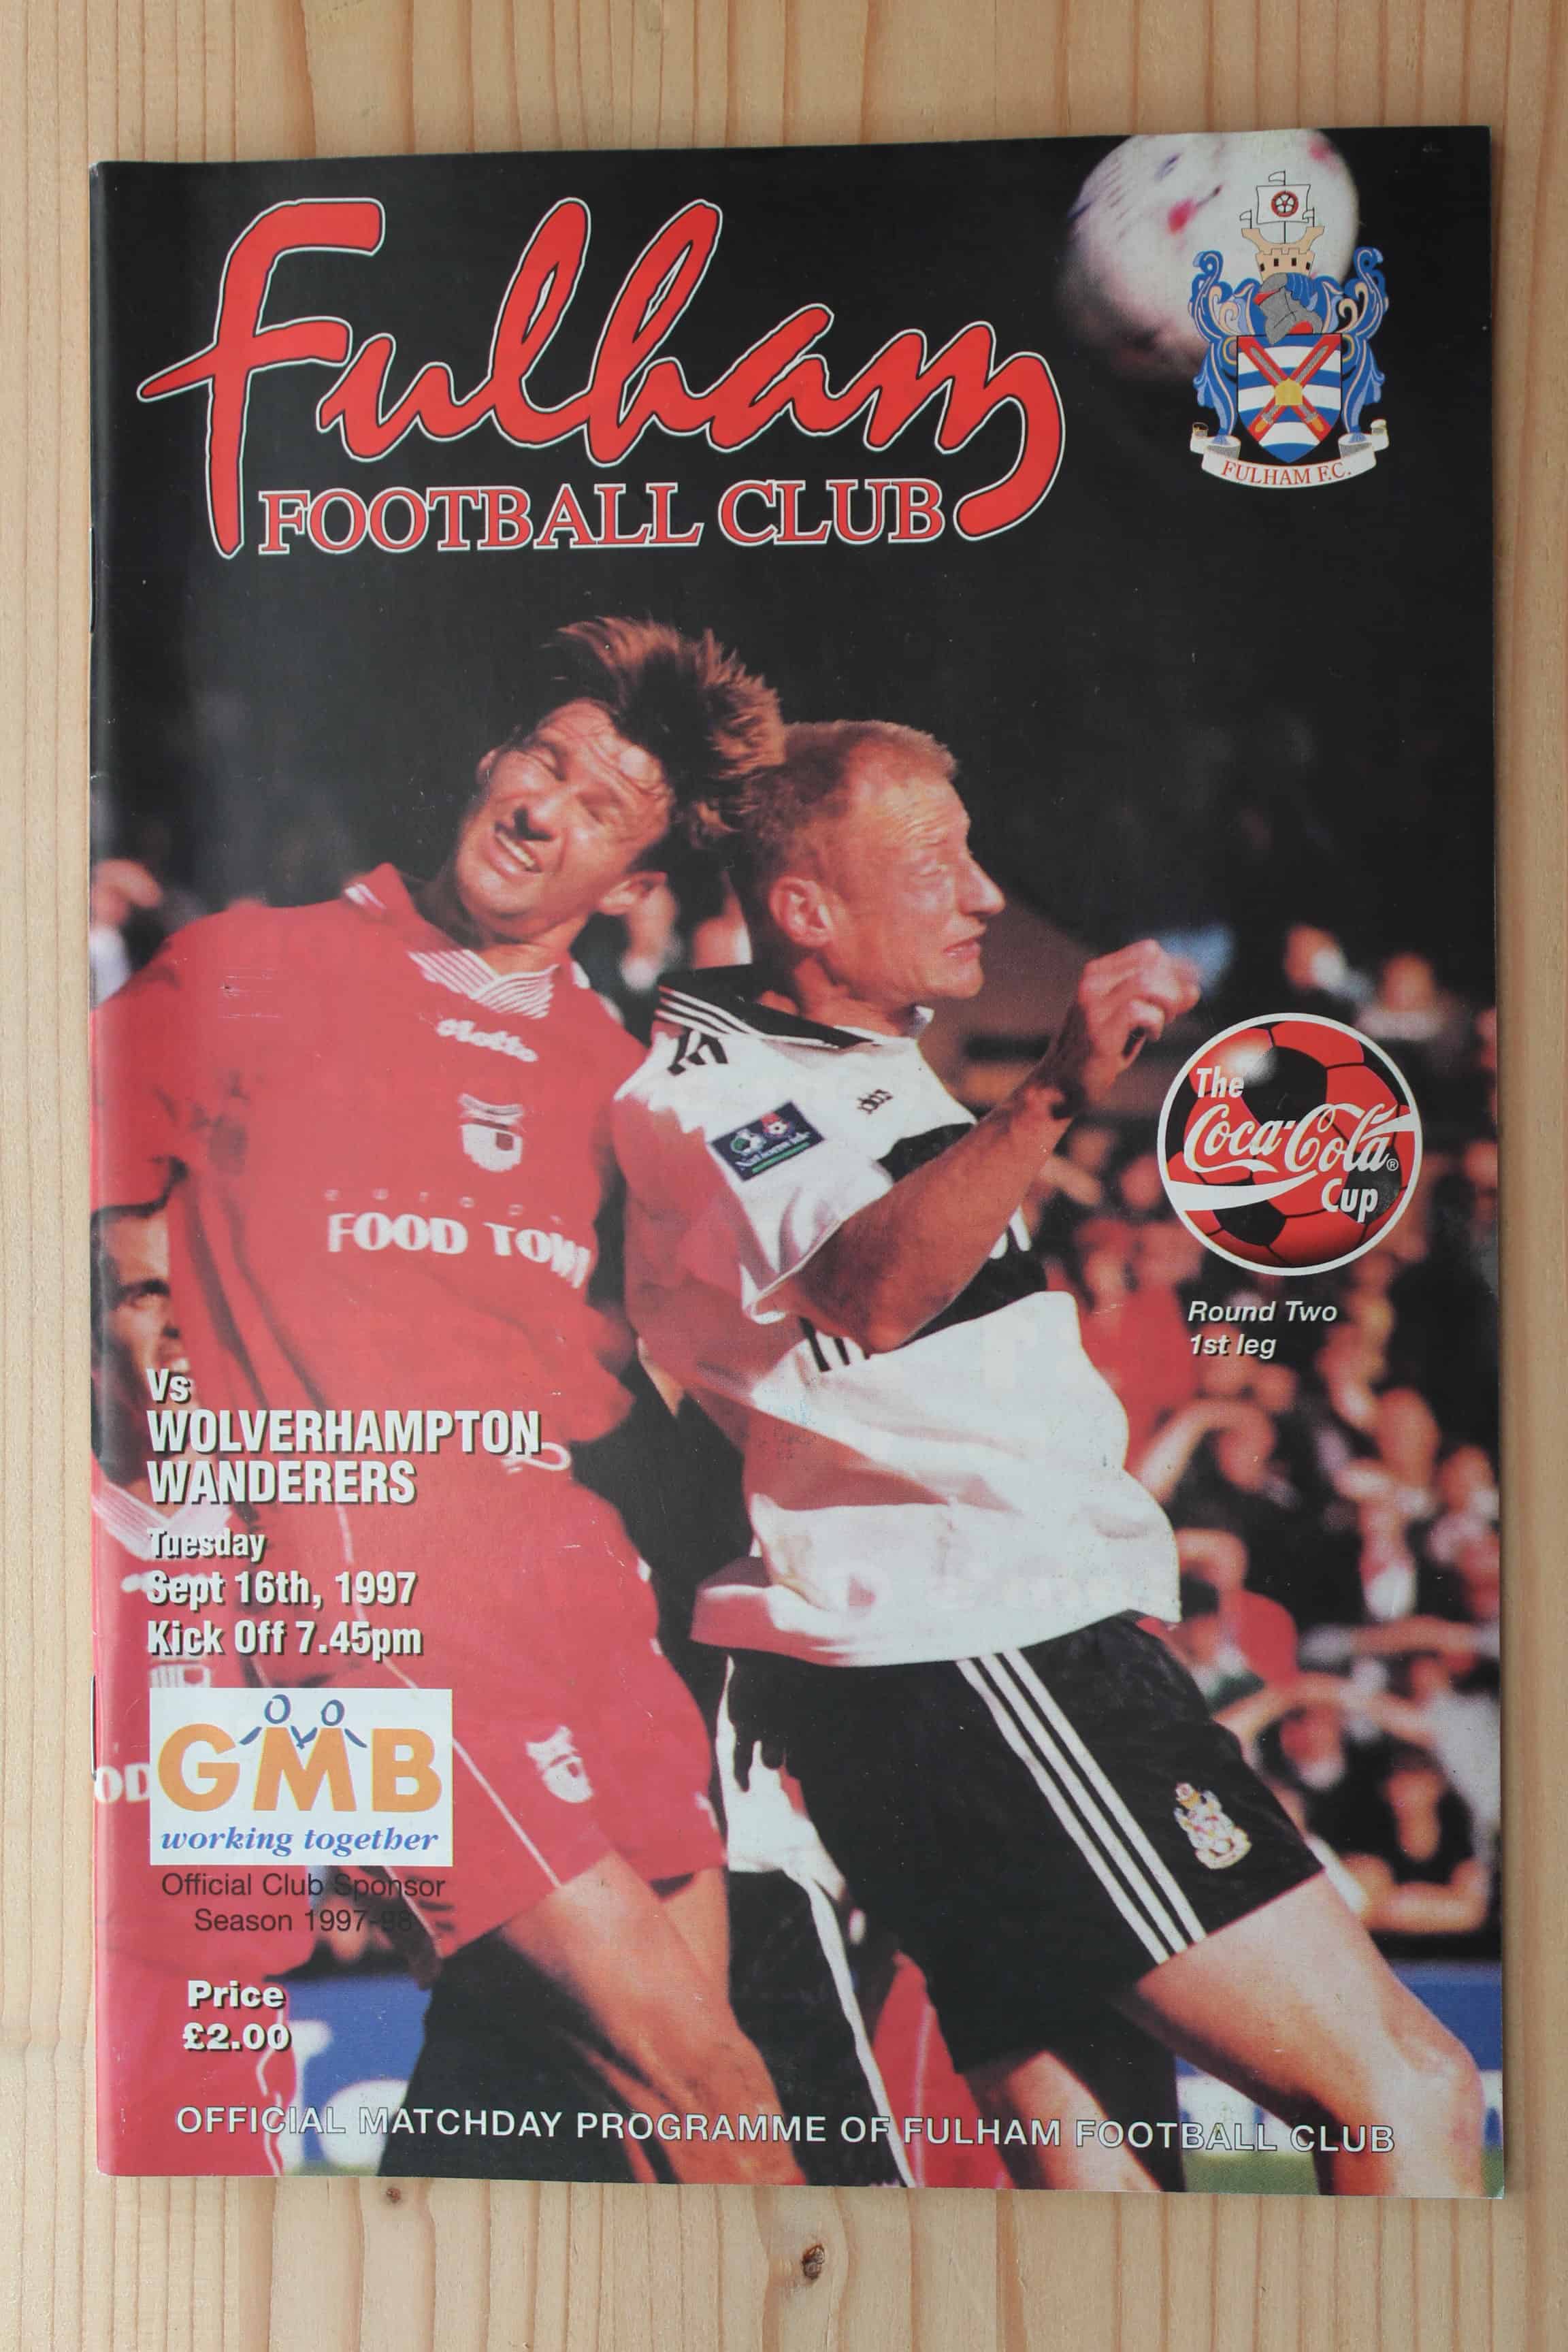 Fulham
FOOTBALL CLUB
FULHAM F.C.
Lotto
FOOD TOWN
Nationwide
The
Coca-Cola®
Cup
Round Two
1st leg
Vs
WOLVERHAMPTON
WANDERERS
Tuesday
Sept 16th, 1997
Kick Off 7.45pm
GMB
working together
Official Club Sponsor
Season 1997-98
Price
£2.00
OFFICIAL MATCHDAY PROGRAMME OF FULHAM FOOTBALL CLUB